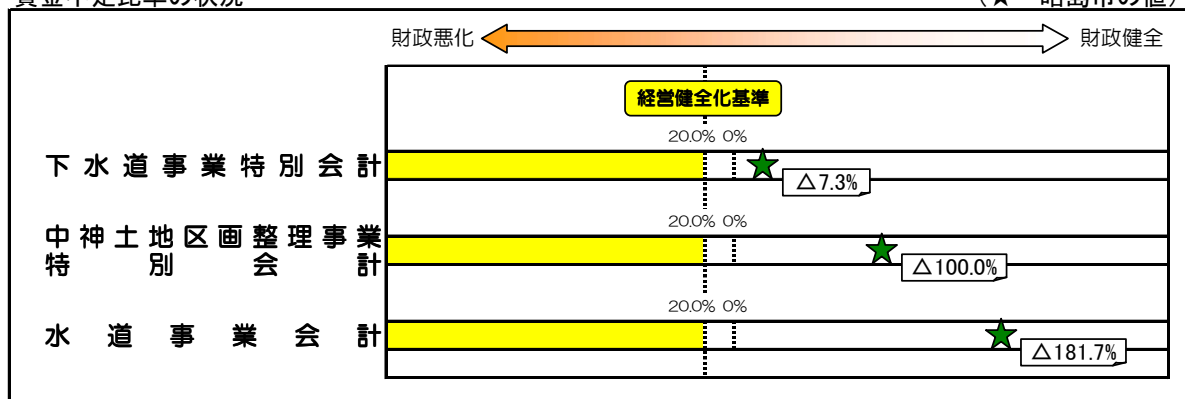 資金不足比率の状況
(★ 昭島市の値)
財政悪化 財政健全
経営健全化基準
20.0% 0%
下水道事業特別会計
△7.3%
20.0% 0%
中神土地区画整理事業
特別会計
△100.0%
20.0% 0%
水道事業会計
△181.7%